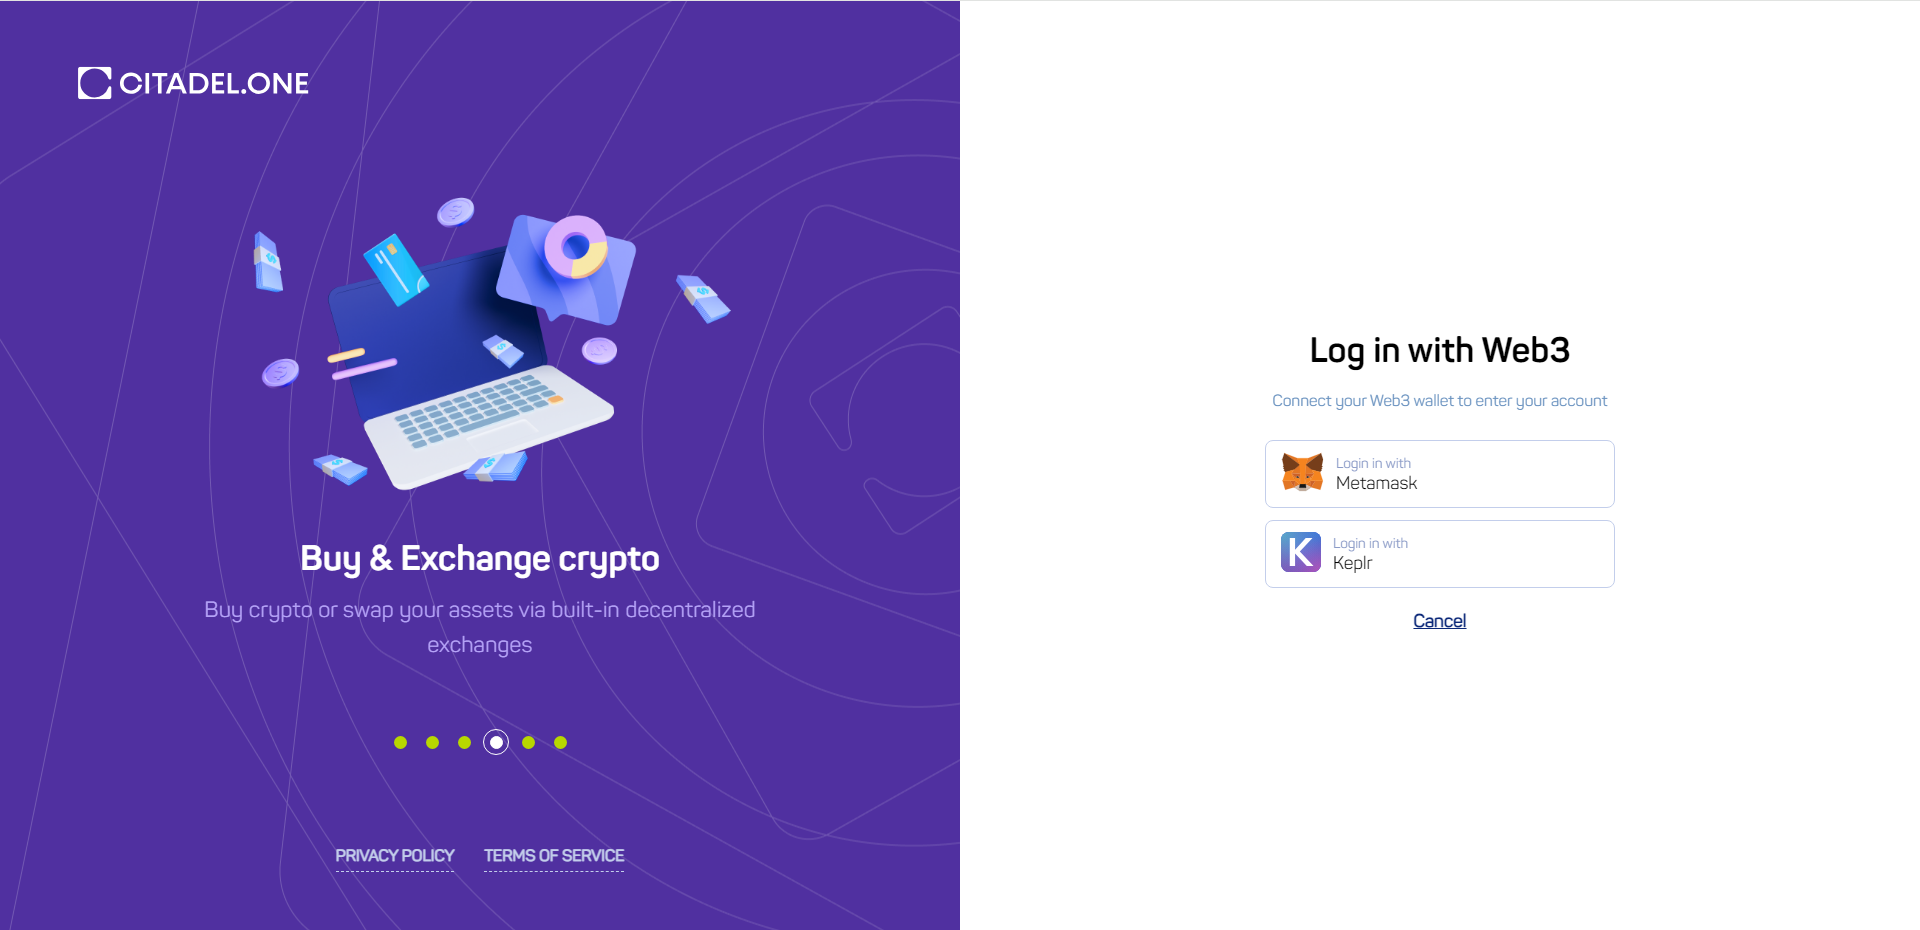 CITADEL.ONE
Buy & Exchange crypto
Buy crypto or swap your assets via built-in decentralized
exchanges
PRIVACY POLICY
TERMS OF SERVICE
Log in with Web3
Connect your Web3 wallet to enter your account
Login in with
Metamask
K
Login in with
Keplr
Cancel